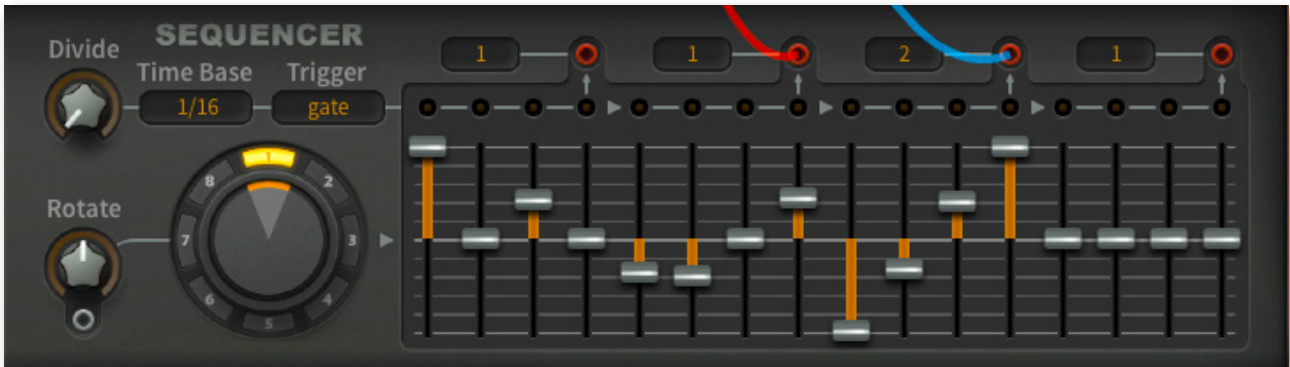 SEQUENCER
Divide
Time Base
Trigger
1/16
gate
1
1
2
1
Rotate
1
2
3
4
5
6
7
8